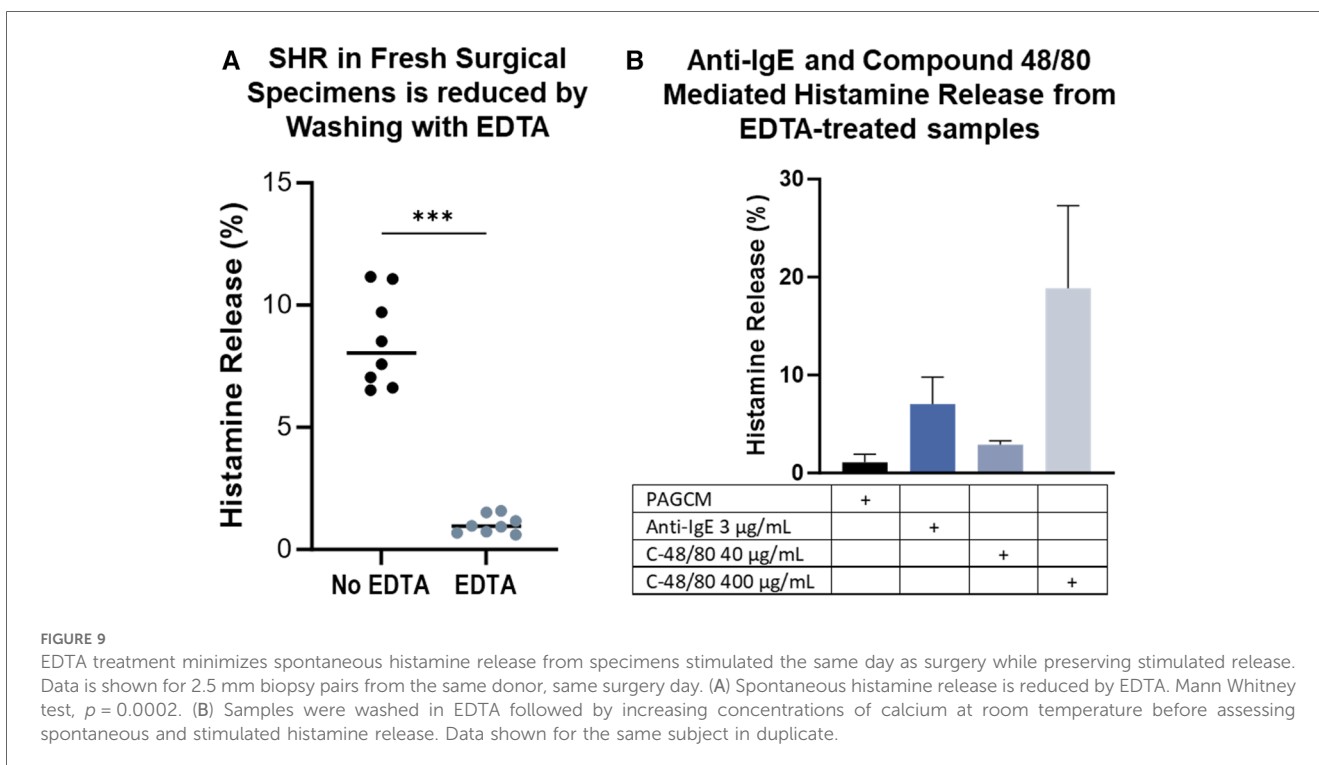 A SHR in Fresh Surgical
Specimens is reduced by
Washing with EDTA
Histamine Release (%)
15
10
5
0
***
No EDTA EDTA
B Anti-IgE and Compound 48/80
Mediated Histamine Release from
EDTA-treated samples
Histamine Release (%)
30
20
10
0
PAGCM +
Anti-IgE 3 µg/mL +
C-48/80 40 µg/mL +
C-48/80 400 µg/mL +
FIGURE 9
EDTA treatment minimizes spontaneous histamine release from specimens stimulated the same day as surgery while preserving stimulated release.
Data is shown for 2.5 mm biopsy pairs from the same donor, same surgery day. (A) Spontaneous histamine release is reduced by EDTA. Mann Whitney
test, p = 0.0002. (B) Samples were washed in EDTA followed by increasing concentrations of calcium at room temperature before assessing
spontaneous and stimulated histamine release. Data shown for the same subject in duplicate.